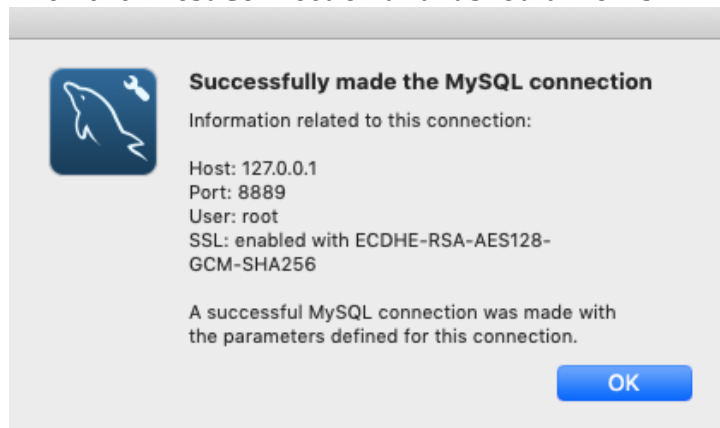 Successfully made the MySQL connection
Information related to this connection:
Host: 127.0.0.1
Port: 8889
User: root
SSL: enabled with ECDHE-RSA-AES128-
GCM-SHA256
A successful MySQL connection was made with
the parameters defined for this connection.
OK